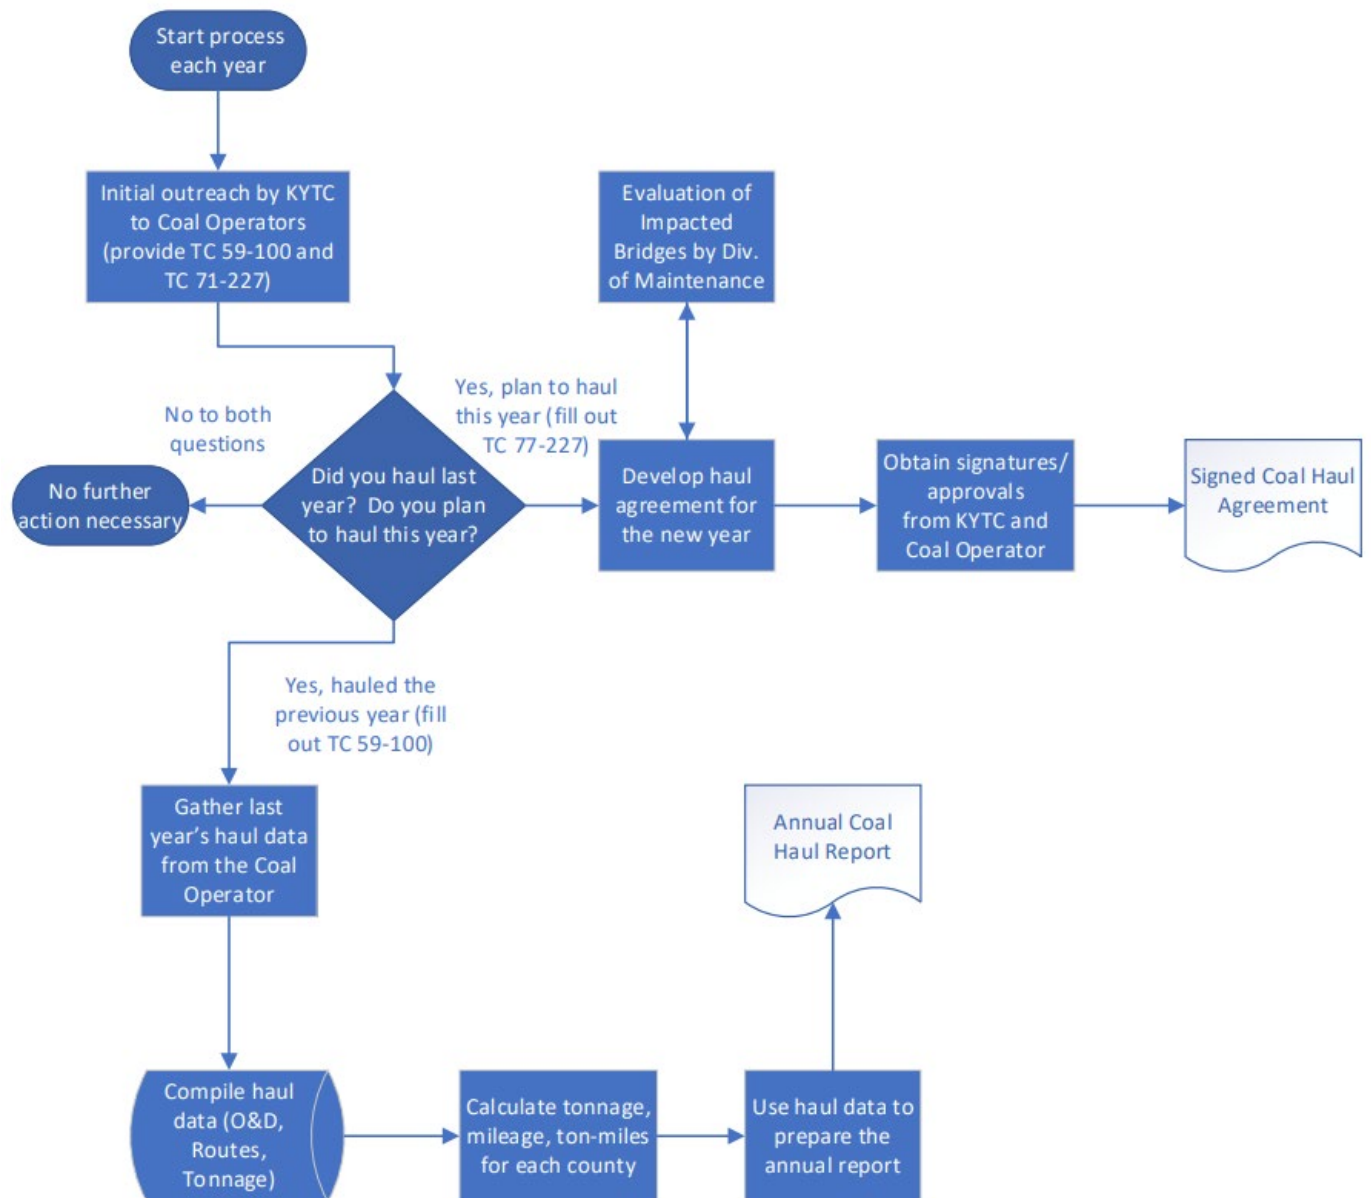 Start process
each year
Initial outreach by KYTC
to Coal Operators
(provide TC 59-100 and
TC 71-227)
Evaluation of
Impacted
Bridges by Div.
of Maintenance
No to both
questions
Yes, plan to haul
this year (fill out
TC 77-227)
No further
action necessary
Did you haul last
year? Do you plan
to haul this year?
Develop haul
agreement for
the new year
Obtain signatures/
approvals
from KYTC and
Coal Operator
Signed Coal Haul
Agreement
Yes, hauled the
previous year (fill
out TC 59-100)
Gather last
year's haul data
from the Coal
Operator
Annual Coal
Haul Report
Compile haul
data (O&D,
Routes,
Tonnage)
Calculate tonnage,
mileage, ton-miles
for each county
Use haul data to
prepare the
annual report